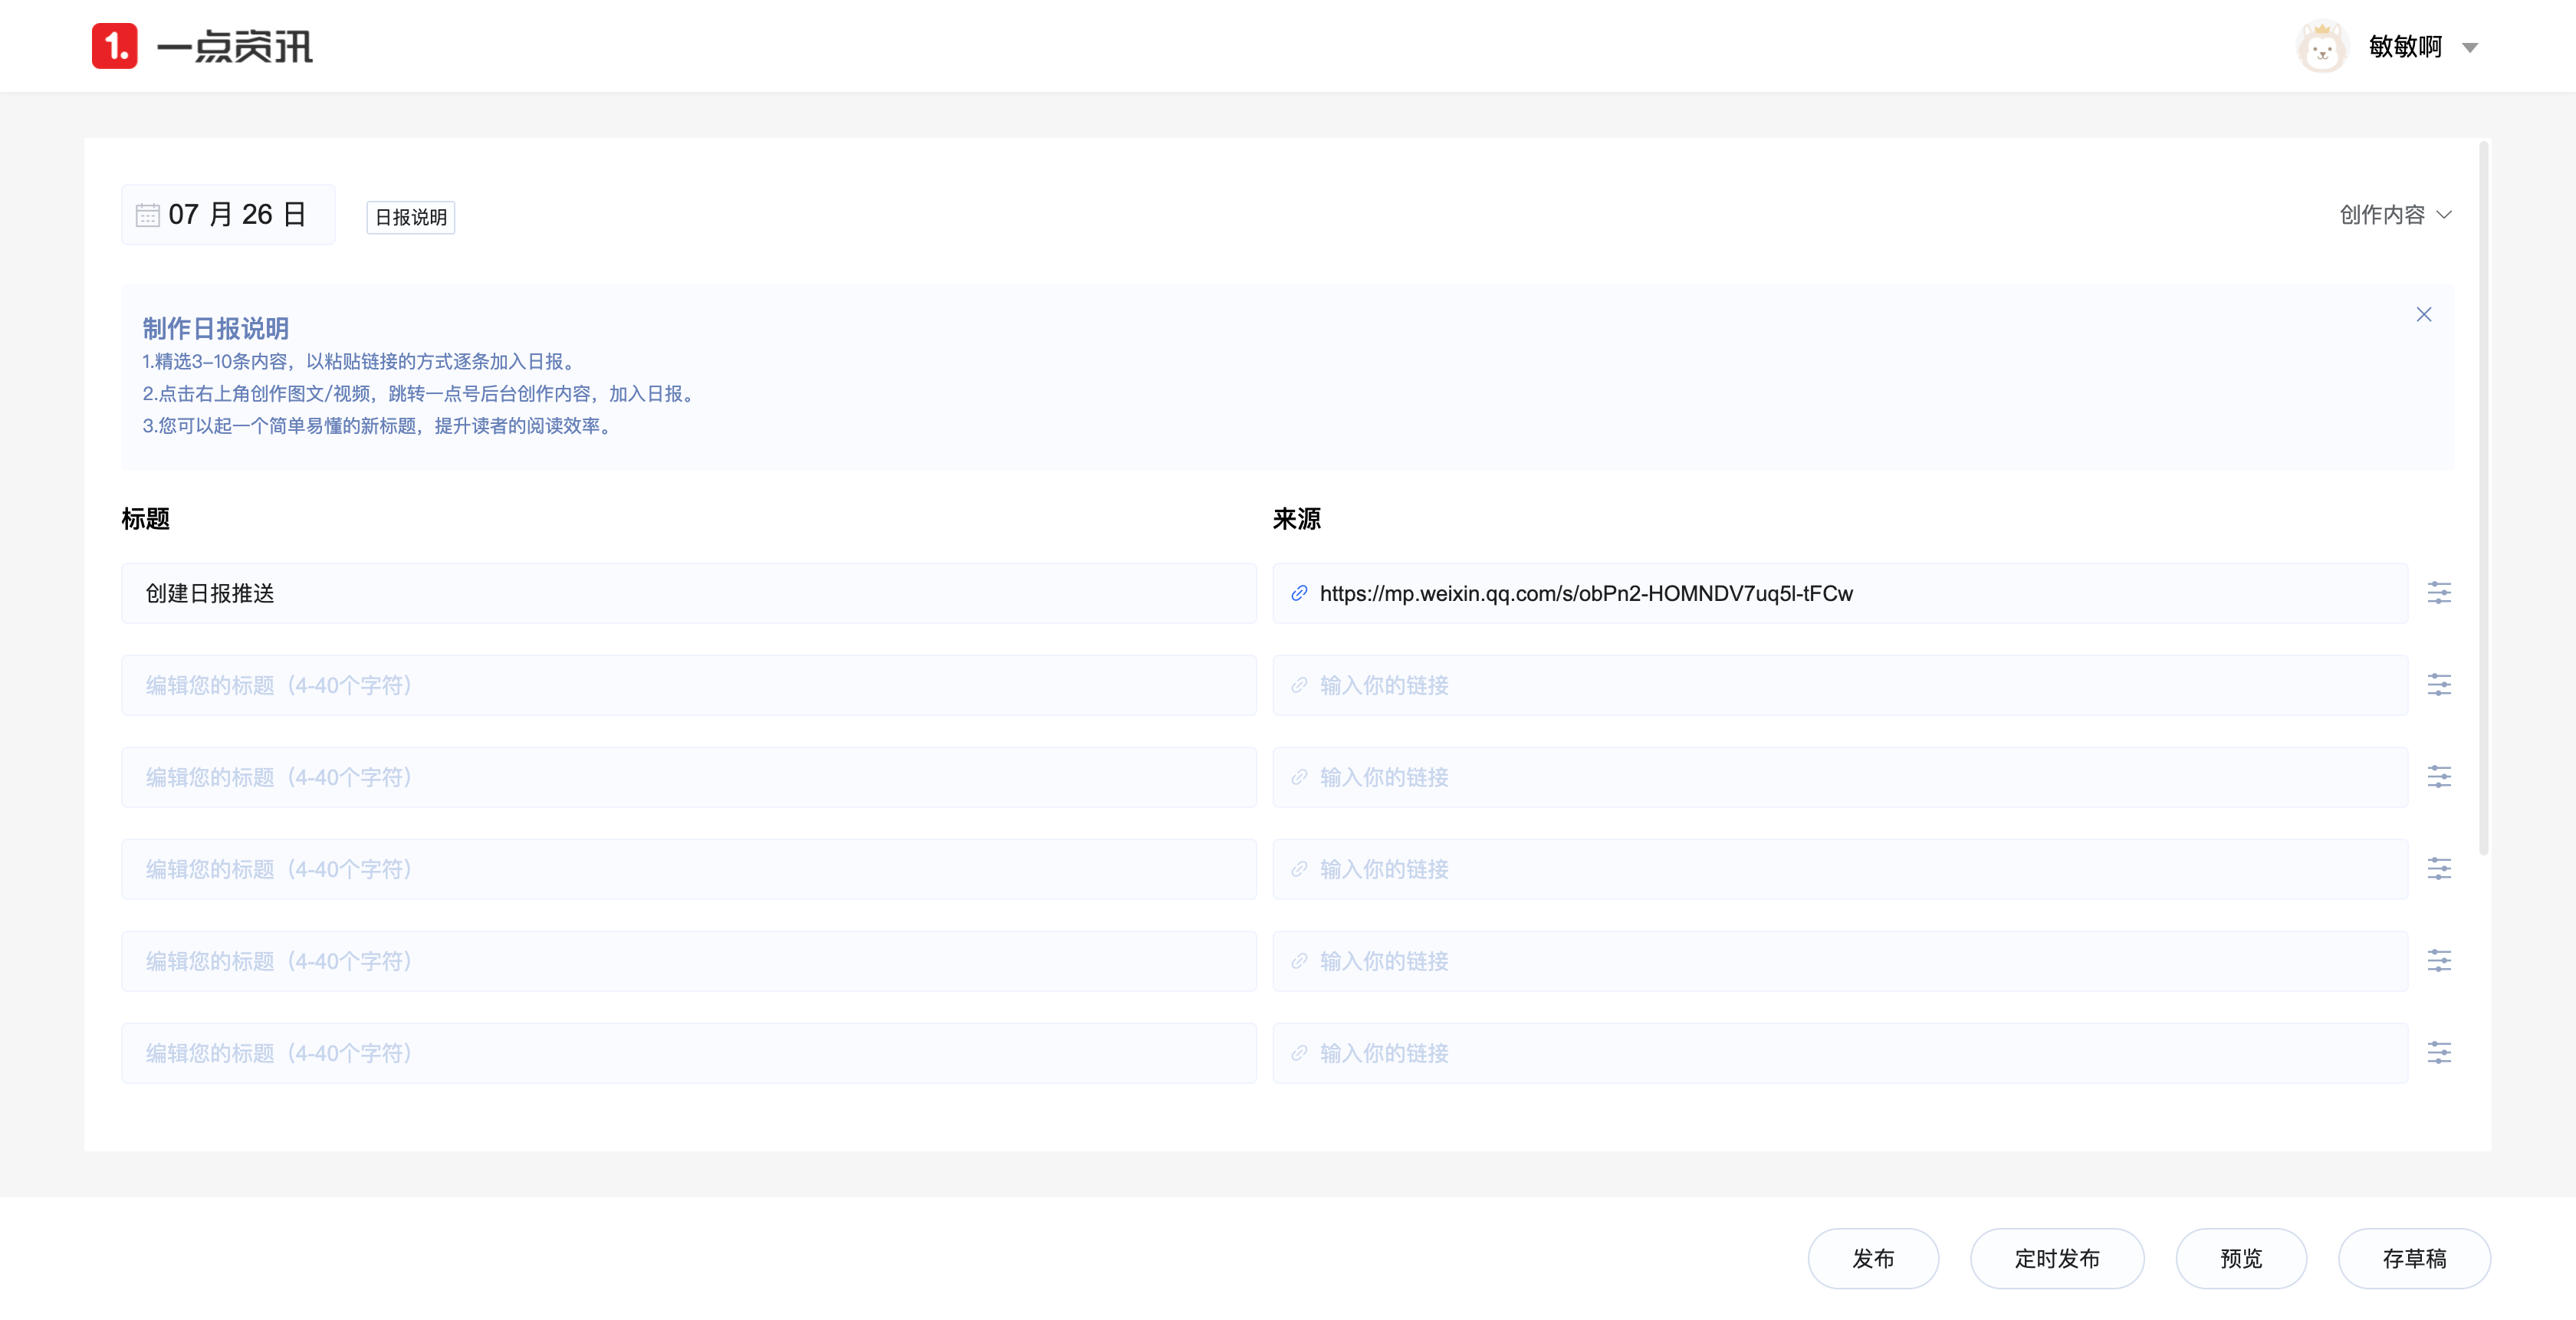 1. 一点资讯
敏敏啊
07 月 26 日
日报说明
创作内容
制作日报说明
1.精选3-10条内容，以粘贴链接的方式逐条加入日报。
2.点击右上角创作图文/视频，跳转一点号后台创作内容，加入日报。
3.您可以起一个简单易懂的新标题，提升读者的阅读效率。
标题 来源
创建日报推送 https://mp.weixin.qq.com/s/obPn2-HOMNDV7uq5l-tFCw
编辑您的标题（4-40个字符） 输入你的链接
编辑您的标题（4-40个字符） 输入你的链接
编辑您的标题（4-40个字符） 输入你的链接
编辑您的标题（4-40个字符） 输入你的链接
编辑您的标题（4-40个字符） 输入你的链接
发布 定时发布 预览 存草稿